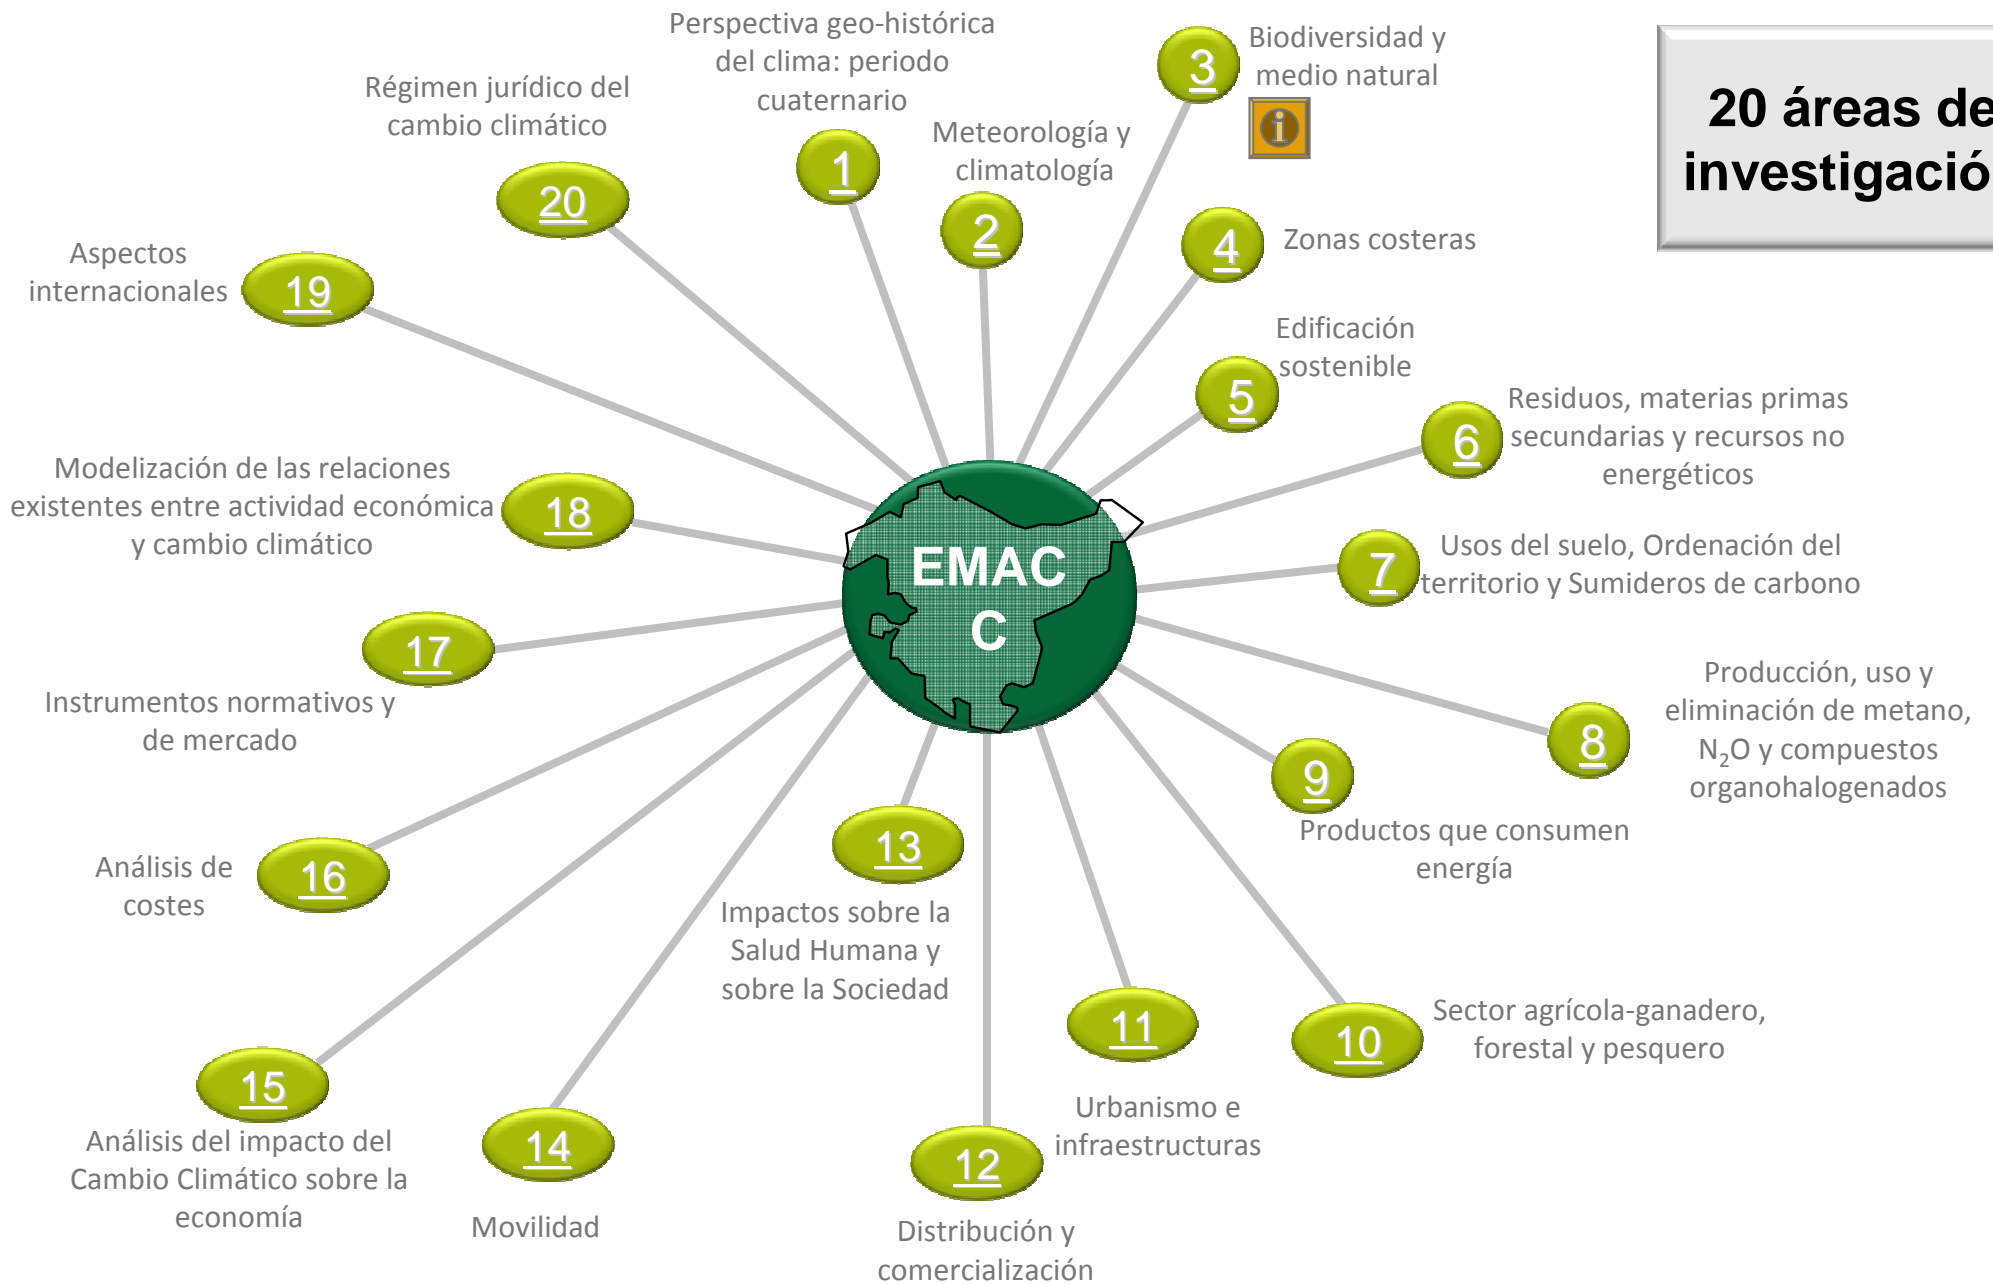 20 áreas de
investigació
Perspectiva geo-histórica
del clima: periodo
cuaternario
1
Meteorología y
climatología
2
Biodiversidad y
medio natural
3
i
Zonas costeras
4
Edificación
sostenible
5
Residuos, materias primas
secundarias y recursos no
energéticos
6
Usos del suelo, Ordenación del
territorio y Sumideros de carbono
7
Producción, uso y
eliminación de metano,
N₂O y compuestos
organohalogenados
8
9
Productos que consumen
energía
10
Sector agrícola-ganadero,
forestal y pesquero
11
Urbanismo e
infraestructuras
12
Distribución y
comercialización
13
Impactos sobre la
Salud Humana y
sobre la Sociedad
14
Movilidad
15
Análisis del impacto del
Cambio Climático sobre la
economía
16
Análisis de
costes
17
Instrumentos normativos y
de mercado
18
Modelización de las relaciones
existentes entre actividad económica
y cambio climático
19
Aspectos
internacionales
20
Régimen jurídico del
cambio climático
EMAC
C